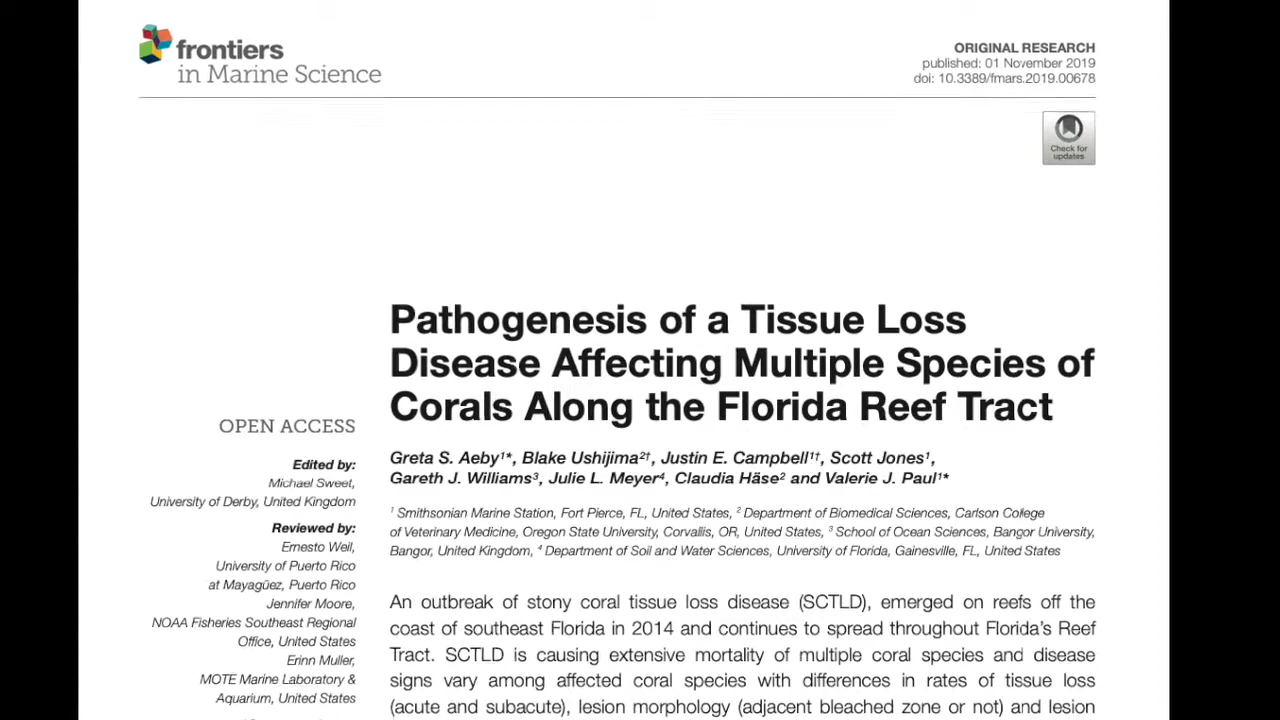 frontiers
in Marine Science
ORIGINAL RESEARCH
published: 01 November 2019
doi: 10.3389/fmars.2019.00678
Check for
updates
Pathogenesis of a Tissue Loss
Disease Affecting Multiple Species of
Corals Along the Florida Reef Tract
OPEN ACCESS
Edited by:
Michael Sweet,
University of Derby, United Kingdom
Reviewed by:
Ernesto Weil,
University of Puerto Rico
at Mayagüez, Puerto Rico
Jennifer Moore,
NOAA Fisheries Southeast Regional
Office, United States
Erinn Muller,
MOTE Marine Laboratory &
Aquarium, United States
Greta S. Aeby¹*, Blake Ushijima²†, Justin E. Campbell¹†, Scott Jones¹,
Gareth J. Williams³, Julie L. Meyer⁴, Claudia Häse² and Valerie J. Paul¹*
¹ Smithsonian Marine Station, Fort Pierce, FL, United States, ² Department of Biomedical Sciences, Carlson College
of Veterinary Medicine, Oregon State University, Corvallis, OR, United States, ³ School of Ocean Sciences, Bangor University,
Bangor, United Kingdom, ⁴ Department of Soil and Water Sciences, University of Florida, Gainesville, FL, United States
An outbreak of stony coral tissue loss disease (SCTLD), emerged on reefs off the
coast of southeast Florida in 2014 and continues to spread throughout Florida's Reef
Tract. SCTLD is causing extensive mortality of multiple coral species and disease
signs vary among affected coral species with differences in rates of tissue loss
(acute and subacute), lesion morphology (adjacent bleached zone or not) and lesion